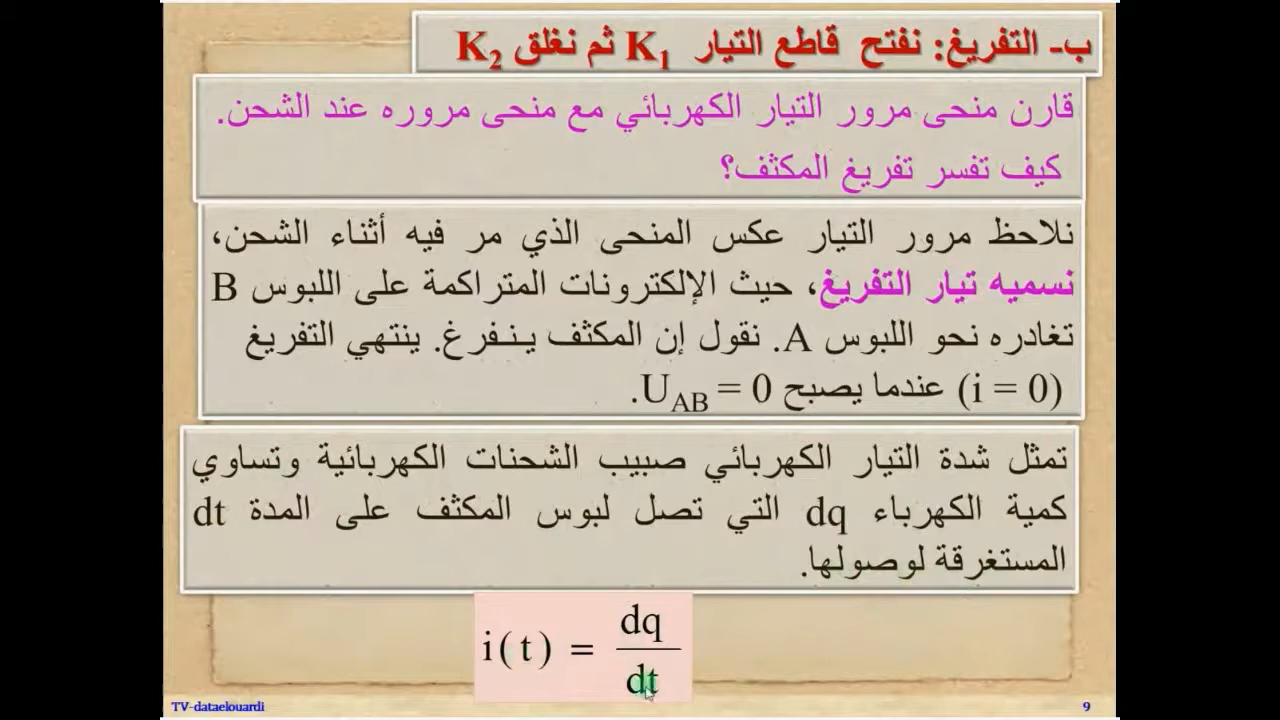 ب- التفريغ: نفتح قاطع التيار K₁ ثم نغلق K₂
قارن منحى مرور التيار الكهربائي مع منحى مروره عند الشحن.
كيف تفسر تفريغ المكثف؟
نلاحظ مرور التيار عكس المنحى الذي مر فيه أثناء الشحن،
نسميه تيار التفريغ، حيث الإلكترونات المتراكمة على اللبوس B
تغادره نحو اللبوس A. نقول إن المكثف يـنـفرغ. ينتهي التفريغ
(i = 0) عندما يصبح U_AB = 0.
تمثل شدة التيار الكهربائي صبيب الشحنات الكهربائية وتساوي
كمية الكهرباء dq التي تصل لبوس المكثف على المدة dt
المستغرقة لوصولها.
i(t) = dq/dt
TV-dataelouardi
9